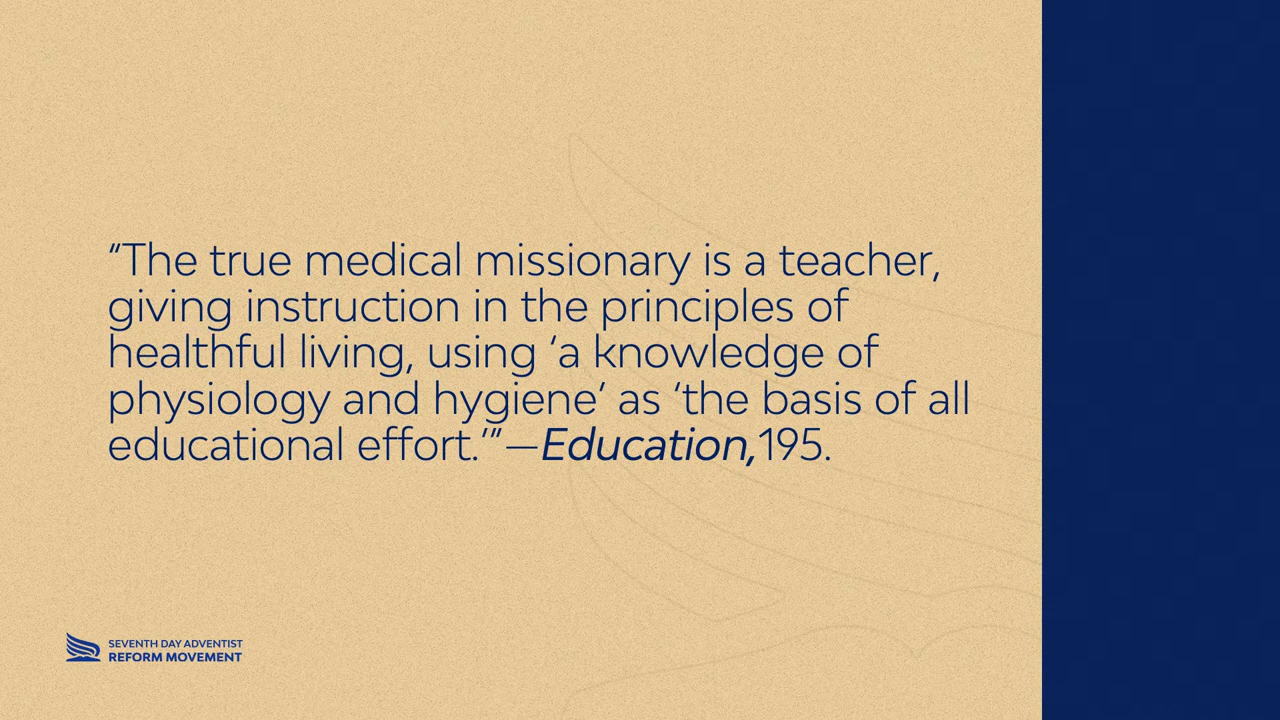 “The true medical missionary is a teacher,
giving instruction in the principles of
healthful living, using ‘a knowledge of
physiology and hygiene’ as ‘the basis of all
educational effort.’”—Education,195.
SEVENTH DAY ADVENTIST
REFORM MOVEMENT